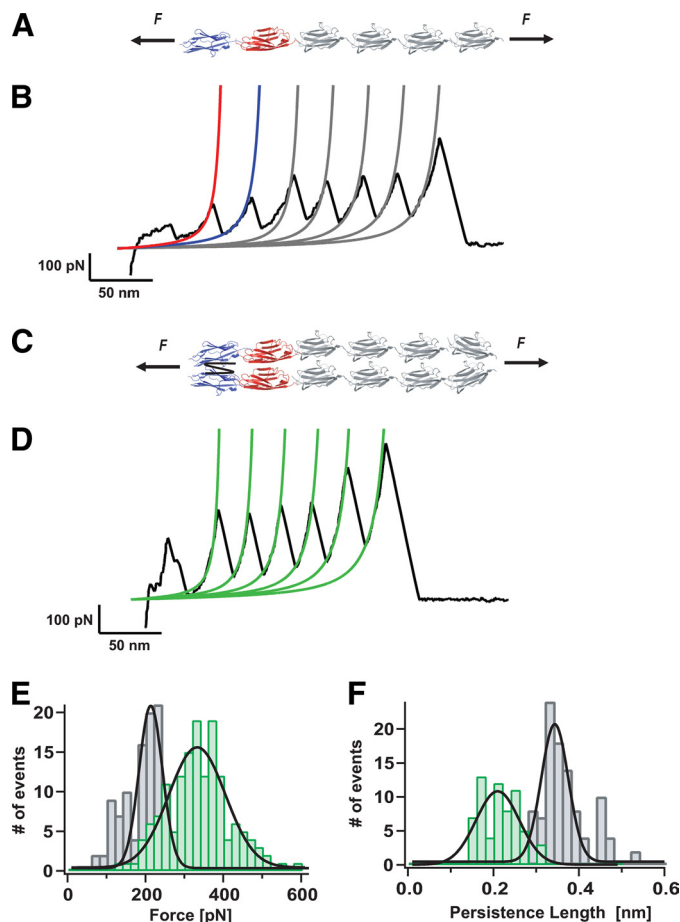 A
F
F
B
100 pN
50 nm
C
F
F
D
100 pN
50 nm
E
F
20
15
10
5
0
# of events
0
200
400
600
Force [pN]
20
15
10
5
0
# of events
0.0
0.2
0.4
0.6
Persistence Length [nm]